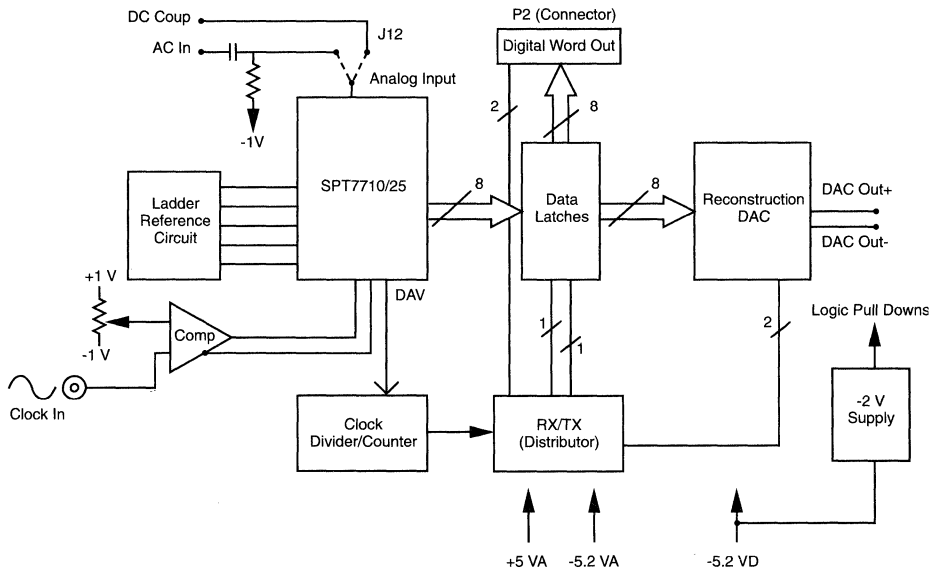 P2 (Connector)
DC Coup
J12
Digital Word Out
AC In
Analog Input
-1V
2
8
SPT7710/25
8
Data
Latches
8
Reconstruction
DAC
DAC Out+
DAC Out-
Ladder
Reference
Circuit
+1 V
-1 V
Comp
DAV
1
1
2
Logic Pull Downs
Clock In
Clock
Divider/Counter
RX/TX
(Distributor)
-2 V
Supply
+5 VA
-5.2 VA
-5.2 VD